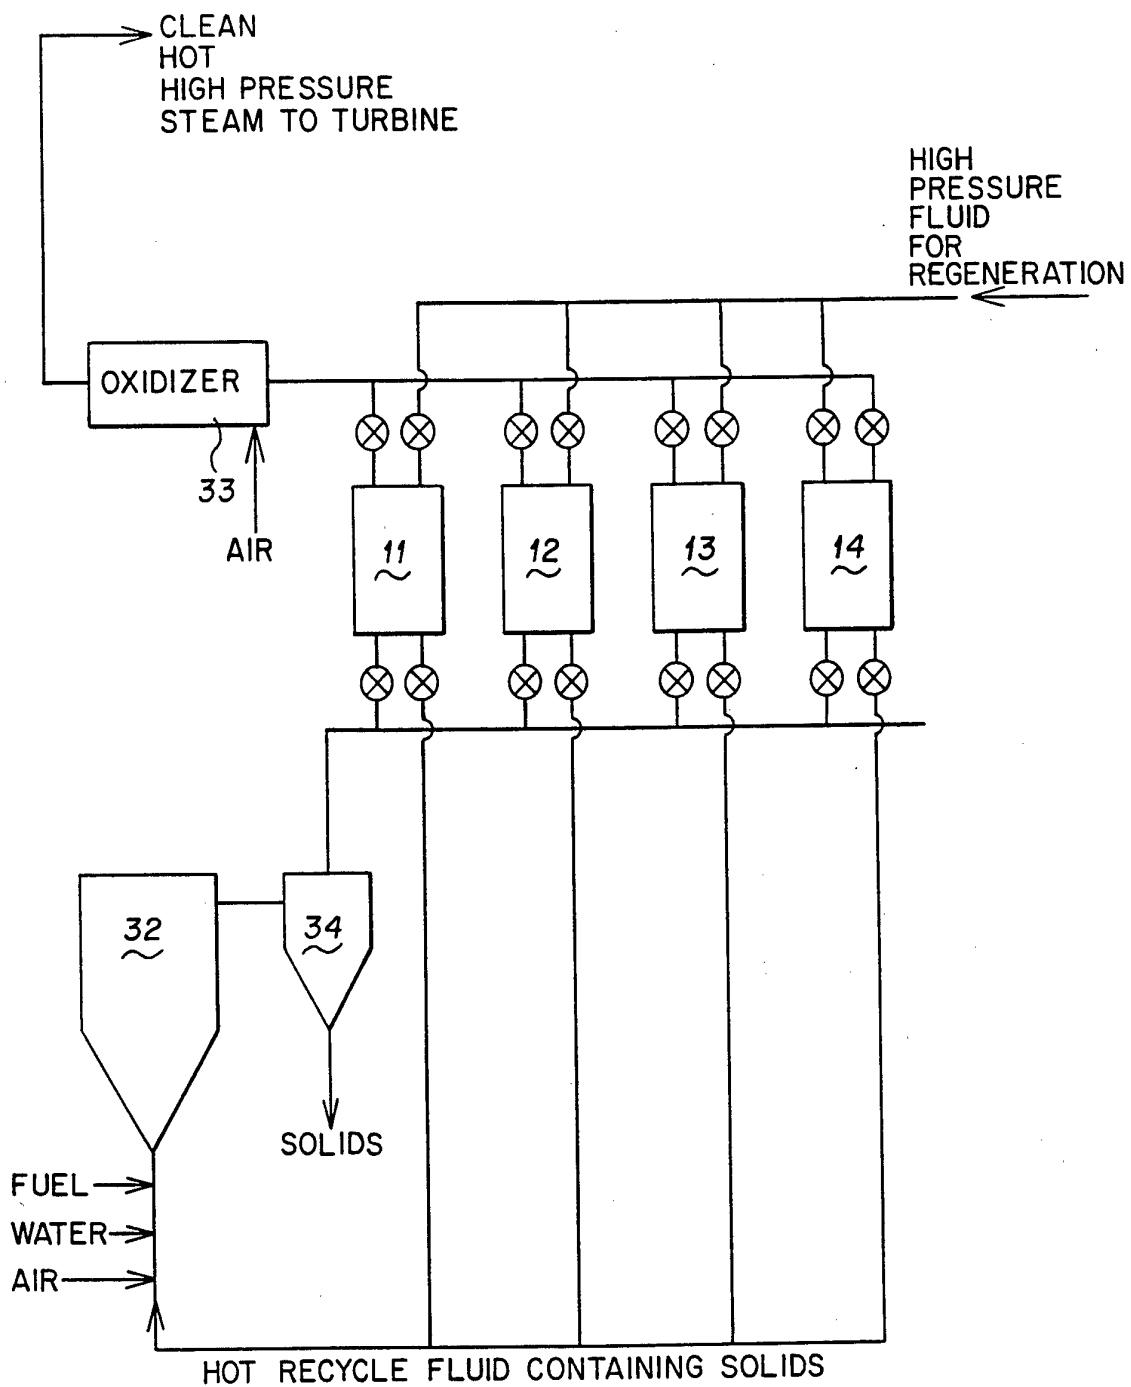 CLEAN
HOT
HIGH PRESSURE
STEAM TO TURBINE
HIGH
PRESSURE
FLUID
FOR
REGENERATION
OXIDIZER
33
AIR
11
12
13
14
32
34
SOLIDS
FUEL
WATER
AIR
HOT RECYCLE FLUID CONTAINING SOLIDS